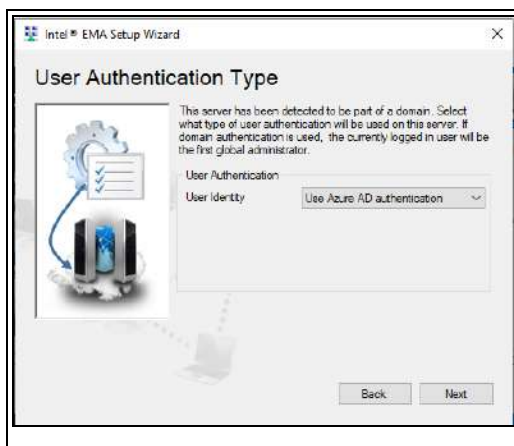 Intel ® EMA Setup Wizard
User Authentication Type
This server has been detected to be part of a domain. Select
what type of user authentication will be used on this server. If
domain authentication is used, the currently logged in user will be
the first global administrator.
User Authentication
User Identity
Use Azure AD authentication
Back
Next